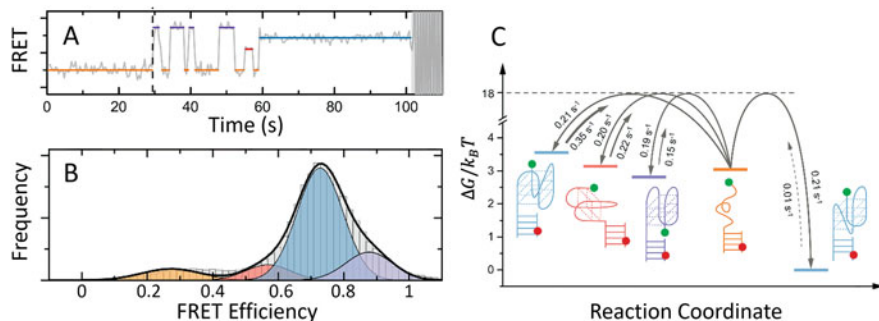 A
FRET
0
20
40
60
80
100
Time (s)
B
Frequency
0
0.2
0.4
0.6
0.8
1
FRET Efficiency
C
ΔG/k_BT
18
4
3
2
1
0
0.21 s⁻¹
0.35 s⁻¹
0.20 s⁻¹
0.22 s⁻¹
0.19 s⁻¹
0.15 s⁻¹
0.01 s⁻¹
0.21 s⁻¹
Reaction Coordinate